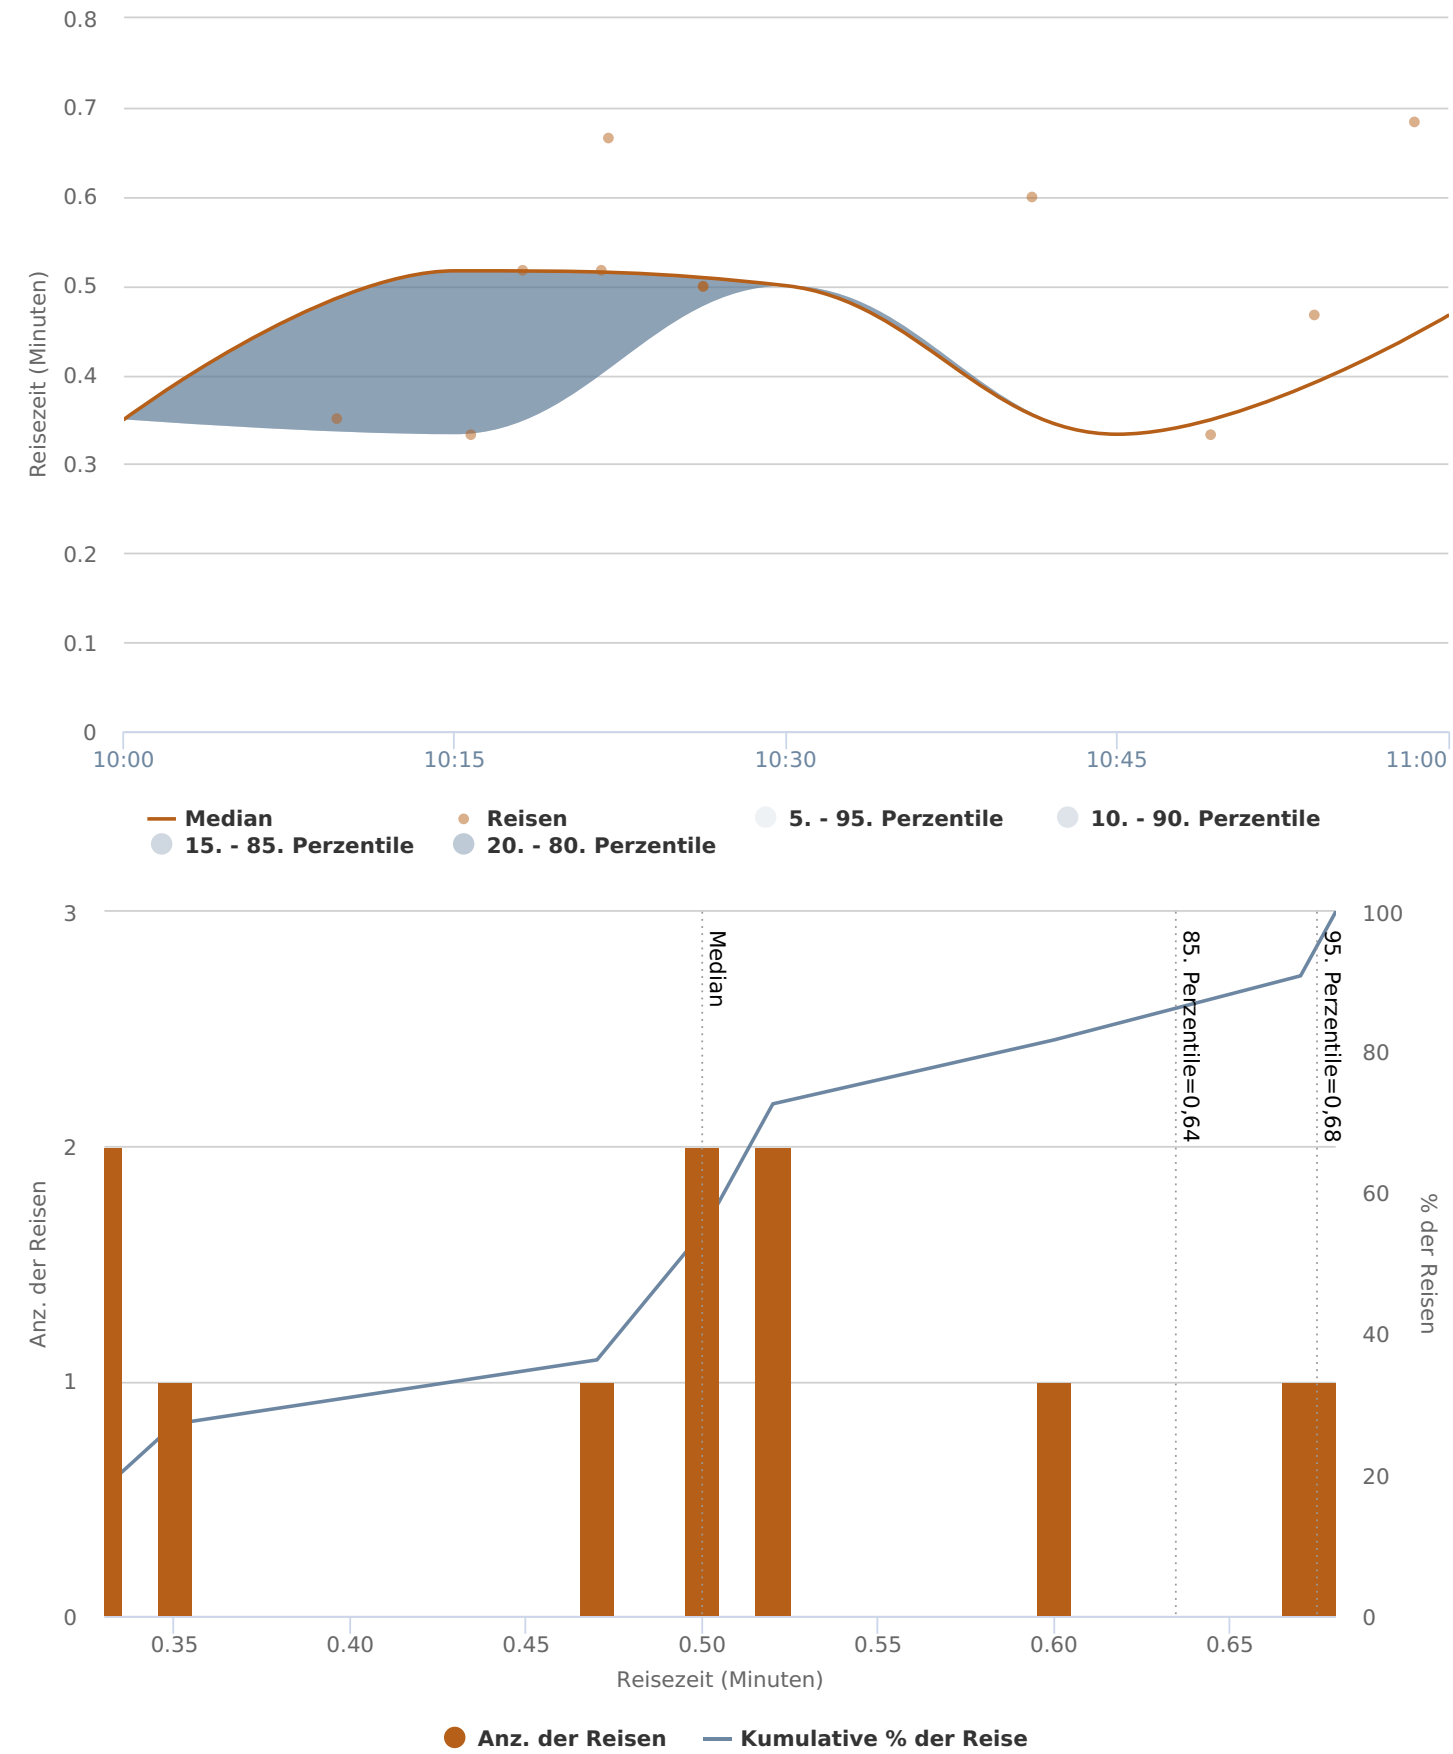 0.8
0.7
0.6
0.5
0.4
0.3
0.2
0.1
0
Reisezeit (Minuten)
10:00 10:15 10:30 10:45 11:00
Median Reisen 5. - 95. Perzentile 10. - 90. Perzentile
15. - 85. Perzentile 20. - 80. Perzentile
3
2
1
0
Anz. der Reisen
Median
85. Perzentile=0,64
95. Perzentile=0,68
100
80
60
40
20
0
% der Reisen
0.35 0.40 0.45 0.50 0.55 0.60 0.65
Reisezeit (Minuten)
Anz. der Reisen Kumulative % der Reise